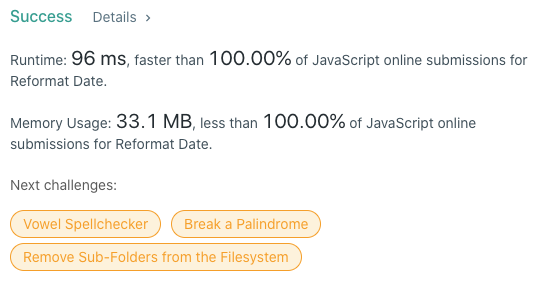 Success Details ›
Runtime: 96 ms, faster than 100.00% of JavaScript online submissions for
Reformat Date.
Memory Usage: 33.1 MB, less than 100.00% of JavaScript online
submissions for Reformat Date.
Next challenges:
Vowel Spellchecker Break a Palindrome
Remove Sub-Folders from the Filesystem